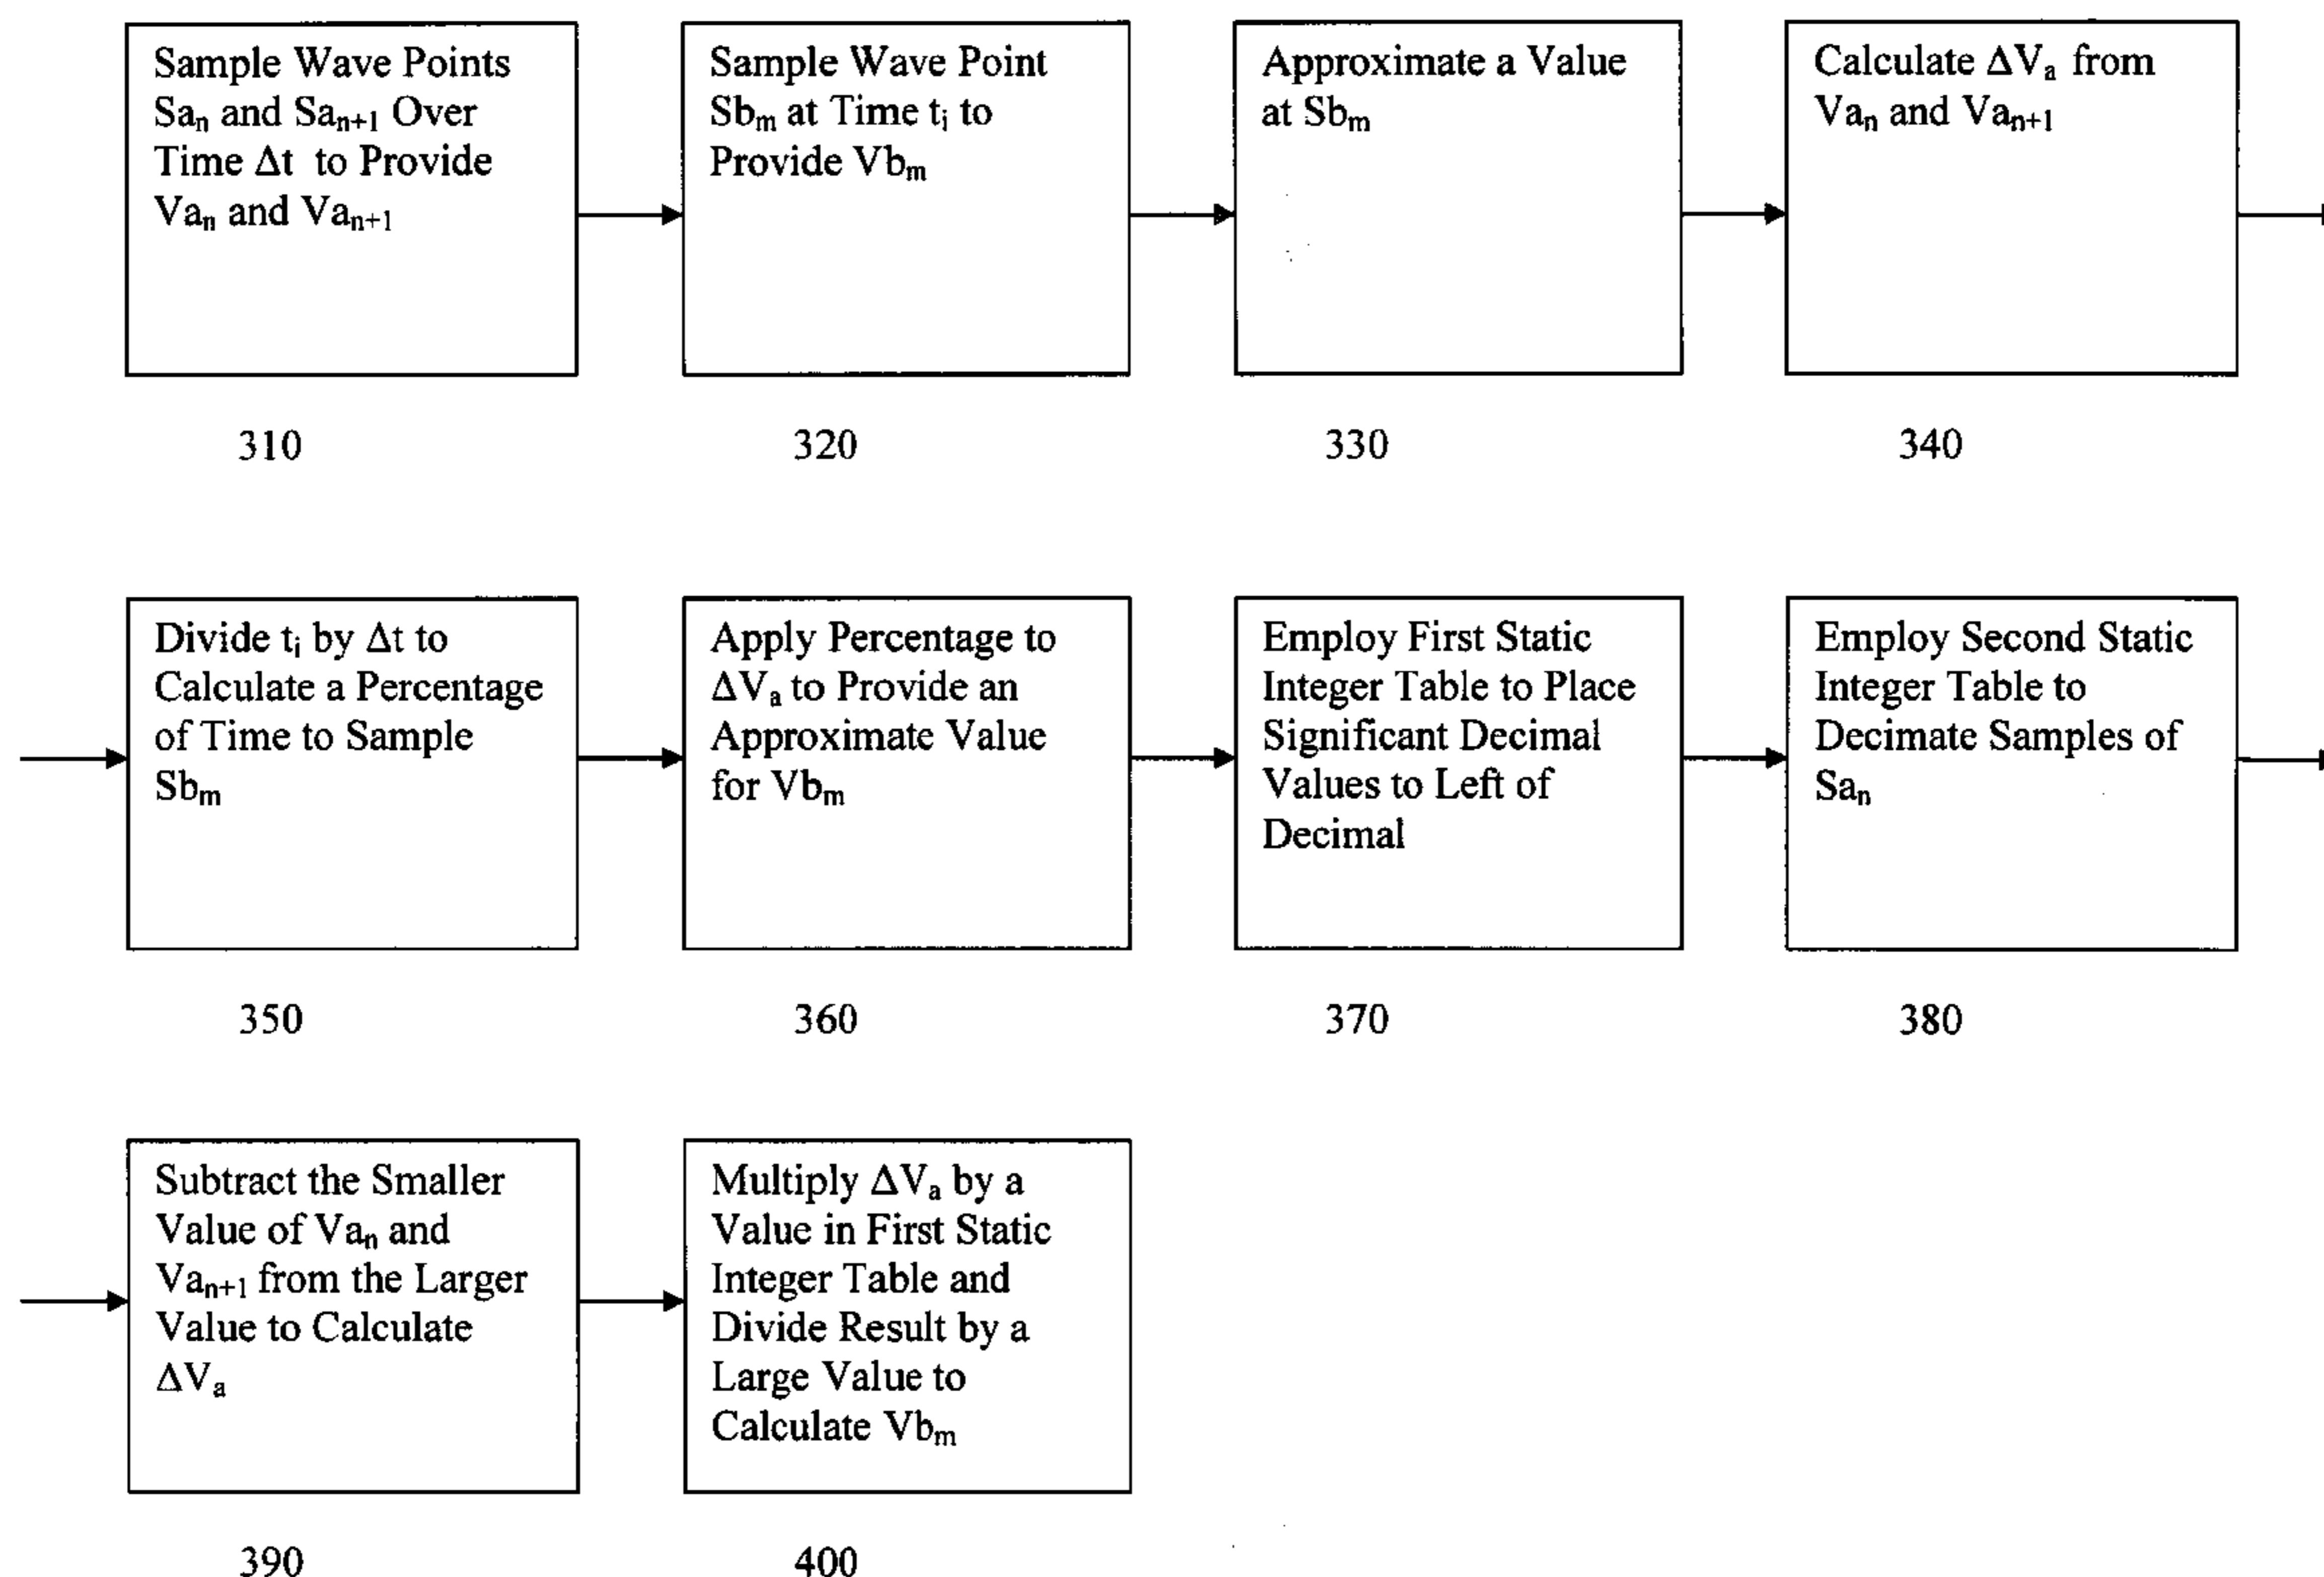 Sample Wave Points
Saₙ and Saₙ₊₁ Over
Time Δt to Provide
Vaₙ and Vaₙ₊₁
310
Sample Wave Point
Sbₘ at Time tᵢ to
Provide Vbₘ
320
Approximate a Value
at Sbₘ
330
Calculate ΔVₐ from
Vaₙ and Vaₙ₊₁
340
Divide tᵢ by Δt to
Calculate a Percentage
of Time to Sample
Sbₘ
350
Apply Percentage to
ΔVₐ to Provide an
Approximate Value
for Vbₘ
360
Employ First Static
Integer Table to Place
Significant Decimal
Values to Left of
Decimal
370
Employ Second Static
Integer Table to
Decimate Samples of
Saₙ
380
Subtract the Smaller
Value of Vaₙ and
Vaₙ₊₁ from the Larger
Value to Calculate
ΔVₐ
390
Multiply ΔVₐ by a
Value in First Static
Integer Table and
Divide Result by a
Large Value to
Calculate Vbₘ
400